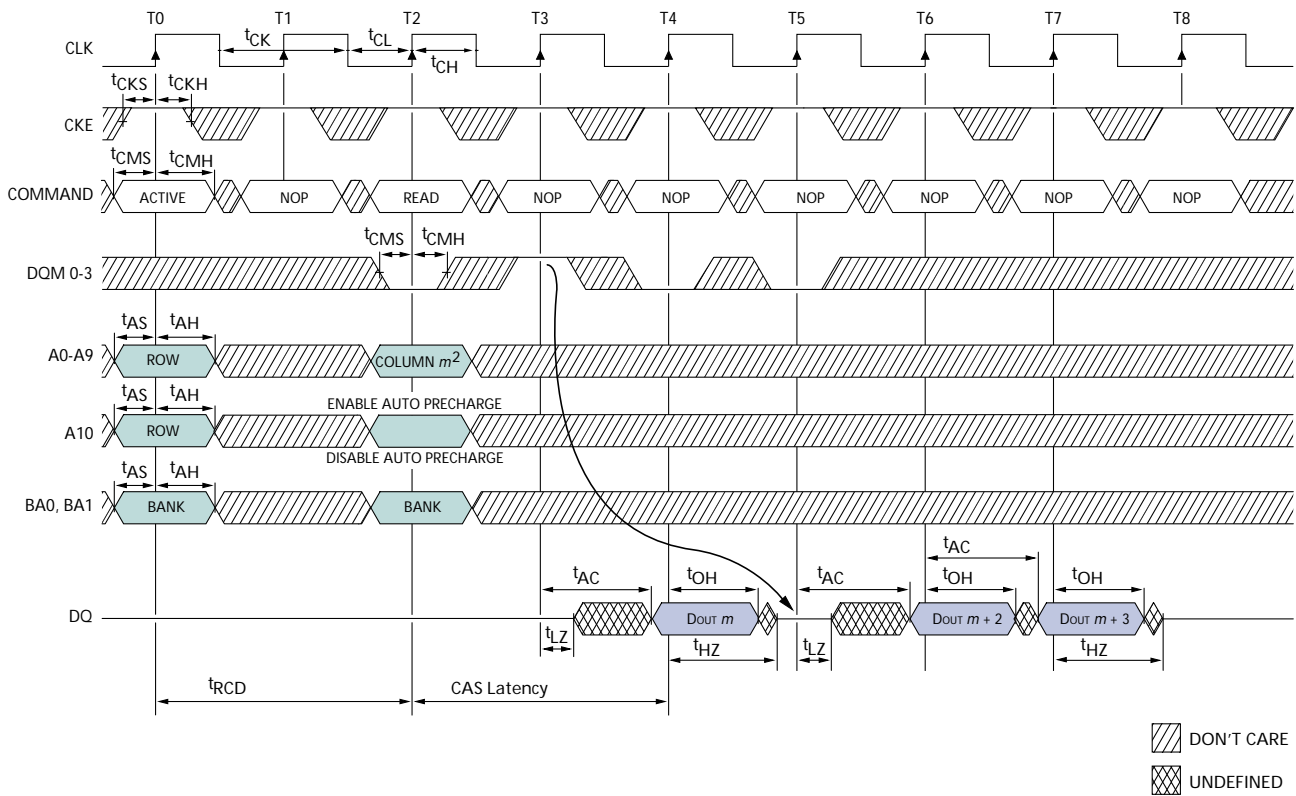 T0 T1 T2 T3 T4 T5 T6 T7 T8
CLK tCK tCL tCH
tCKS tCKH
CKE
tCMS tCMH
COMMAND ACTIVE NOP READ NOP NOP NOP NOP NOP NOP
tCMS tCMH
DQM 0-3
tAS tAH
A0-A9 ROW COLUMN m2
tAS tAH ENABLE AUTO PRECHARGE
A10 ROW
DISABLE AUTO PRECHARGE
tAS tAH
BA0, BA1 BANK BANK
tAC
tAC tOH tAC tOH tOH
DQ DOUT m DOUT m + 2 DOUT m + 3
tLZ tHZ tLZ tHZ
tRCD CAS Latency
DON'T CARE
UNDEFINED